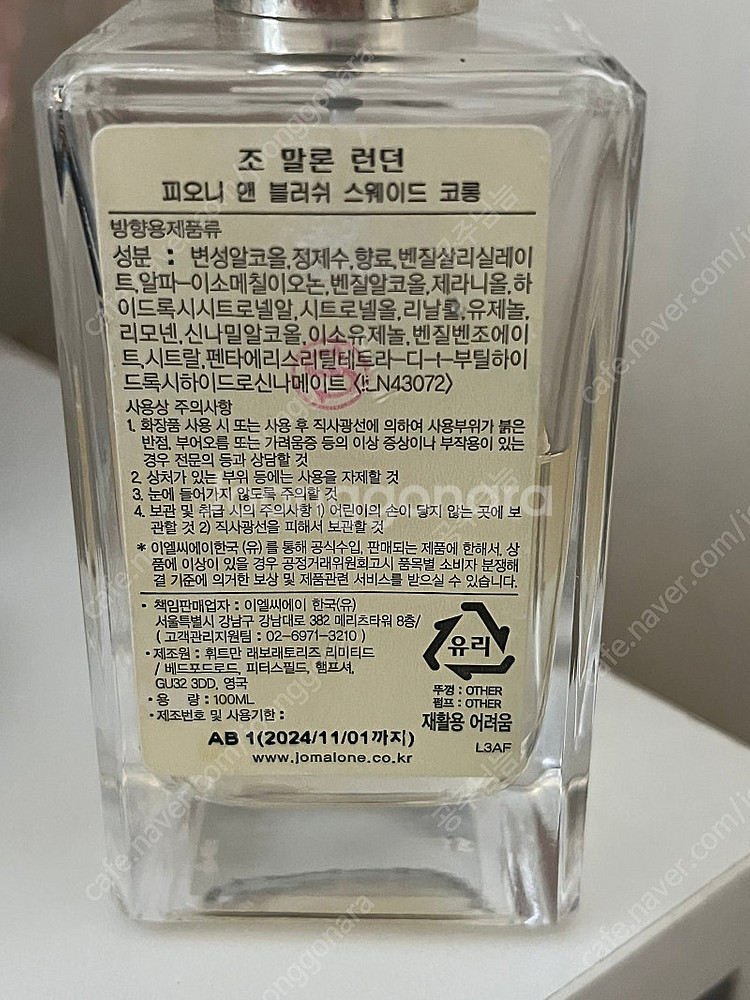 조 말론 런던
피오니 앤 블러쉬 스웨이드 코롱
방향용제품류
성분 : 변성알코올,정제수,향료,벤질살리실레이
트,알파-이소메칠이오논,벤질알코올,제라니올,하
이드록시시트로넬알,시트로넬올,리날룰,유제놀,
리모넨,신나밀알코올,이소유제놀,벤질벤조에이
트,시트랄,펜타에리스리틸테트라-디-t-부틸하이
드록시하이드로신나메이트 <ILN43072>
사용상 주의사항
1. 화장품 사용 시 또는 사용 후 직사광선에 의하여 사용부위가 붉은
반점, 부어오름 또는 가려움증 등의 이상 증상이나 부작용이 있는
경우 전문의 등과 상담할 것
2. 상처가 있는 부위 등에는 사용을 자제할 것
3. 눈에 들어가지 않도록 주의할 것
4. 보관 및 취급 시의 주의사항 1) 어린이의 손이 닿지 않는 곳에 보
관할 것 2) 직사광선을 피해서 보관할 것
* 이엘씨에이한국 (유) 를 통해 공식수입, 판매되는 제품에 한해서, 상
품에 이상이 있을 경우 공정거래위원회고시 품목별 소비자 분쟁해
결 기준에 의거한 보상 및 제품관련 서비스를 받으실 수 있습니다.
• 책임판매업자 : 이엘씨에이 한국(유)
서울특별시 강남구 강남대로 382 메리츠타워 8층/
( 고객관리지원팀 : 02-6971-3210 )
• 제조원 : 휘트만 래보래토리즈 리미티드
/ 베드포드로드, 피터스필드, 햄프셔,
GU32 3DD, 영국
• 용 량 : 100ML
• 제조번호 및 사용기한 :
AB 1(2024/11/01까지)
www.jomalone.co.kr
유리
뚜껑 : OTHER
펌프 : OTHER
재활용 어려움
L3AF
Joonggonara
cafe.naver.com/j